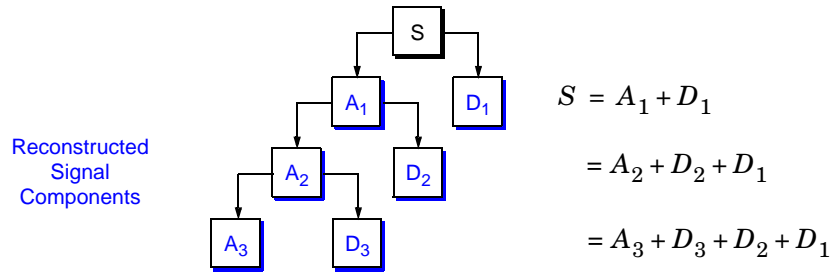 S
A₁ D₁
S = A₁ + D₁
Reconstructed
Signal
Components
A₂ D₂
= A₂ + D₂ + D₁
A₃ D₃
= A₃ + D₃ + D₂ + D₁